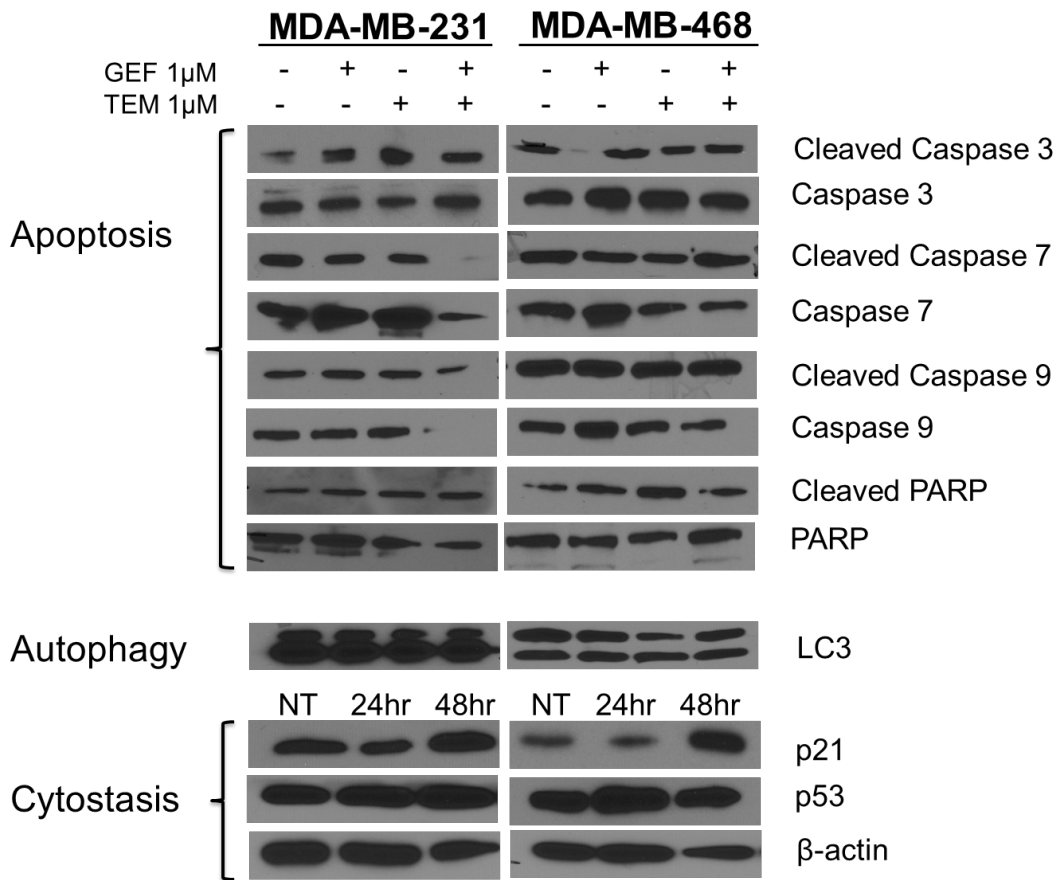 MDA-MB-231 MDA-MB-468
GEF 1µM - + - + - + - +
TEM 1µM - - + + - - + +
Cleaved Caspase 3
Caspase 3
Apoptosis
Cleaved Caspase 7
Caspase 7
Cleaved Caspase 9
Caspase 9
Cleaved PARP
PARP
Autophagy LC3
NT 24hr 48hr NT 24hr 48hr
p21
Cytostasis p53
β-actin